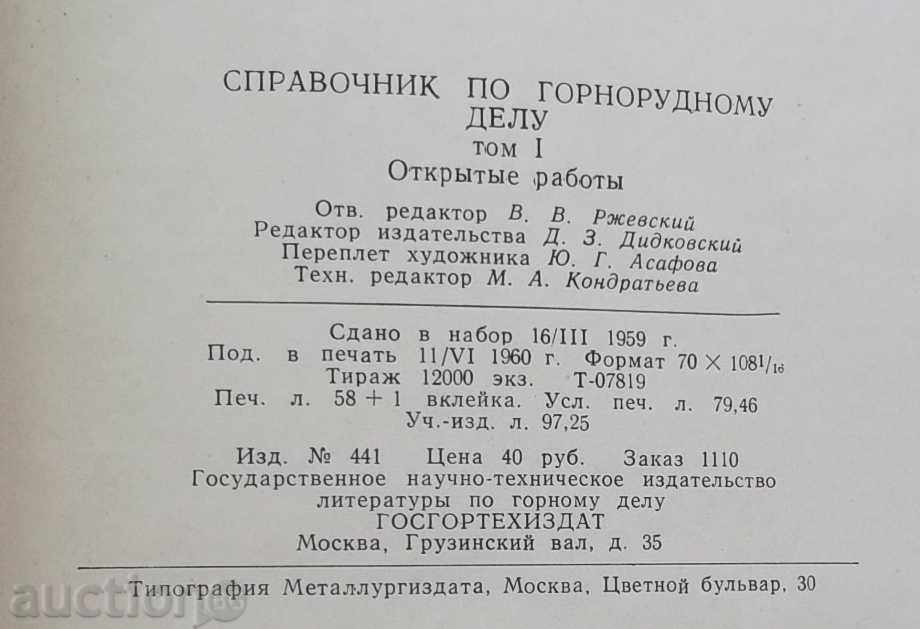 СПРАВОЧНИК ПО ГОРНОРУДНОМУ
ДЕЛУ
том I
Открытые работы
Отв. редактор В. В. Ржевский
Редактор издательства Д. З. Дидковский
Переплет художника Ю. Г. Асафова
Техн. редактор М. А. Кондратьева
Сдано в набор 16/III 1959 г.
Под. в печать 11/VI 1960 г. Формат 70 × 108¹/₁₆
Тираж 12000 экз. Т-07819
Печ. л. 58 + 1 вклейка. Усл. печ. л. 79,46
Уч.-изд. л. 97,25
Изд. № 441 Цена 40 руб. Заказ 1110
Государственное научно-техническое издательство
литературы по горному делу
ГОСГОРТЕХИЗДАТ
Москва, Грузинский вал, д. 35
Типография Металлургиздата, Москва, Цветной бульвар, 30
auction